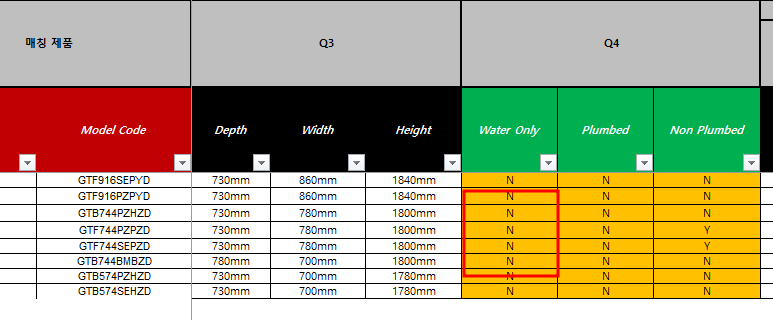 매칭 제품 Q3 Q4
Model Code Depth Width Height Water Only Plumbed Non Plumbed
GTF916SEPYD 730mm 860mm 1840mm N N N
GTF916PZPYD 730mm 860mm 1840mm N N N
GTB744PZHZD 730mm 780mm 1800mm N N N
GTF744PZPZD 730mm 780mm 1800mm N N Y
GTF744SEPZD 730mm 780mm 1800mm N N Y
GTB744BMBZD 780mm 700mm 1800mm N N N
GTB574PZHZD 730mm 700mm 1780mm N N N
GTB574SEHZD 730mm 700mm 1780mm N N N